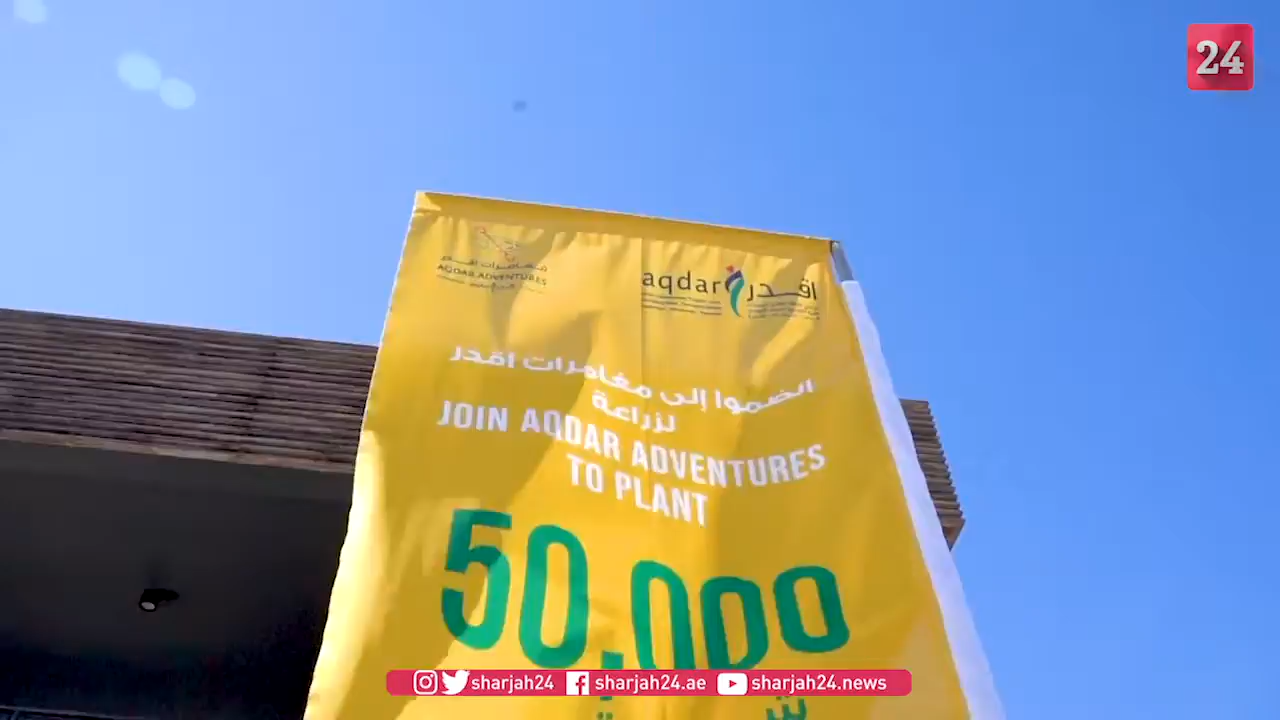 24
مغامرات اقدر
AQDAR ADVENTURES
aqdar اقدر
انضموا إلى مغامرات اقدر
لزراعة
JOIN AQDAR ADVENTURES
TO PLANT
50,000
sharjah24 sharjah24.ae sharjah24.news